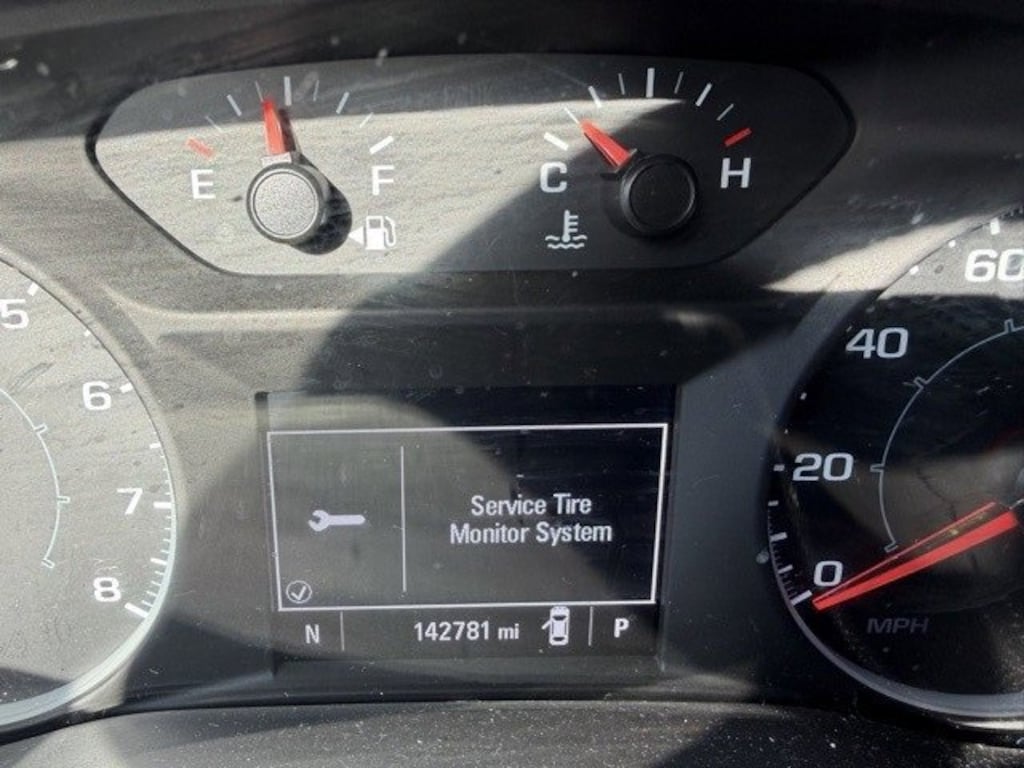 E F
C H
5
6
7
8
60
40
20
0
MPH
Service Tire
Monitor System
N 142781 mi P